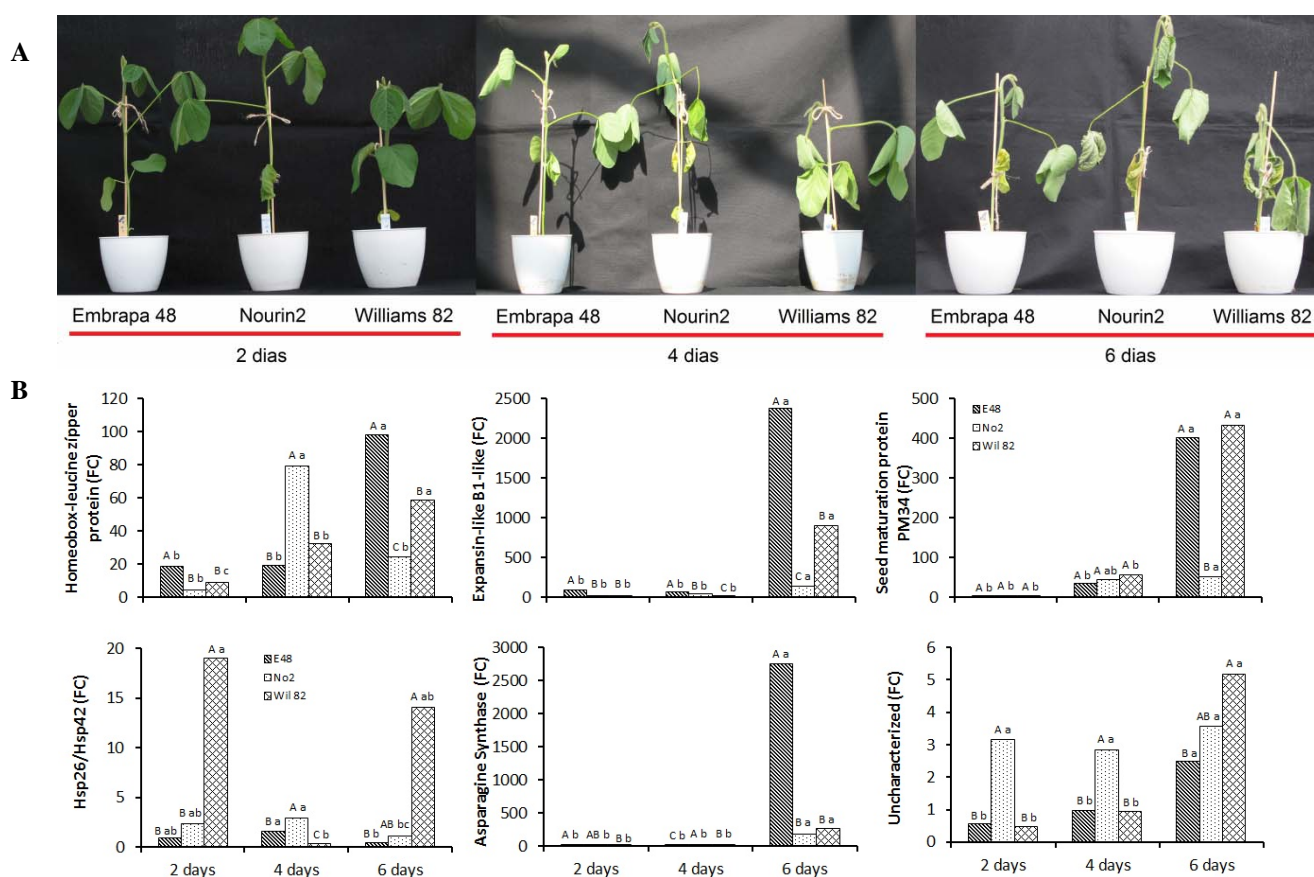 A
Embrapa 48 Nourin2 Williams 82
2 dias
Embrapa 48 Nourin2 Williams 82
4 dias
Embrapa 48 Nourin2 Williams 82
6 dias
B
Homeobox-leucine zípper
protein (FC)
120
100
80
60
40
20
0
A b
B b
B c
B b
A a
B b
A a
C b
B a
Expansin-like B1-like (FC)
2500
2000
1500
1000
500
0
A b
B b
B b
A b
B b
C b
A a
C a
B a
Seed maturation protein
PM34 (FC)
500
400
300
200
100
0
E48
No2
Wil 82
A b
A b
A b
A b
A ab
A b
A a
B a
A a
Hsp26/Hsp42 (FC)
20
15
10
5
0
E48
No2
Wil 82
B ab
B ab
A a
B a
A a
C b
B b
AB bc
A ab
2 days
4 days
6 days
Asparagine Synthase (FC)
3000
2500
2000
1500
1000
500
0
A b
AB b
B b
C b
A b
B b
A a
B a
B a
2 days
4 days
6 days
Uncharacterized (FC)
6
5
4
3
2
1
0
B b
A a
B b
B b
A a
B b
B a
AB a
A a
2 days
4 days
6 days